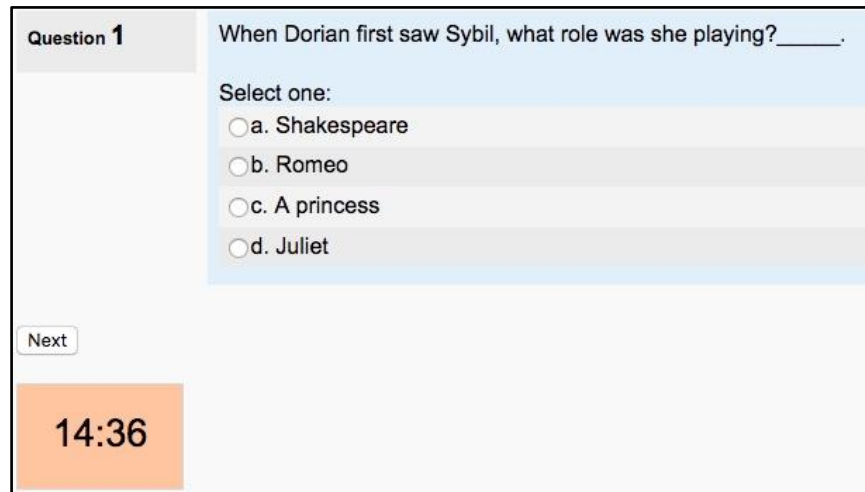 Question 1
When Dorian first saw Sybil, what role was she playing?_____.
Select one:
a. Shakespeare
b. Romeo
c. A princess
d. Juliet
Next
14:36